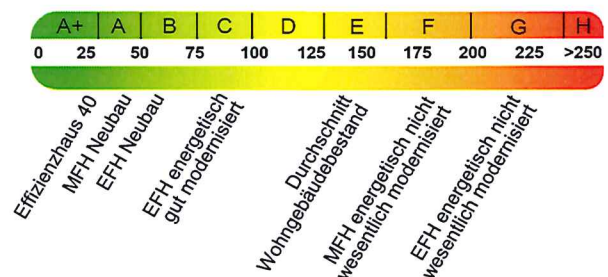 A+ A B C D E F G H
0 25 50 75 100 125 150 175 200 225 >250
Effizienzhaus 40
MFH Neubau
EFH Neubau
EFH energetisch
gut modernisiert
Durchschnitt
Wohngebäudebestand
MFH energetisch nicht
wesentlich modernisiert
EFH energetisch nicht
wesentlich modernisiert